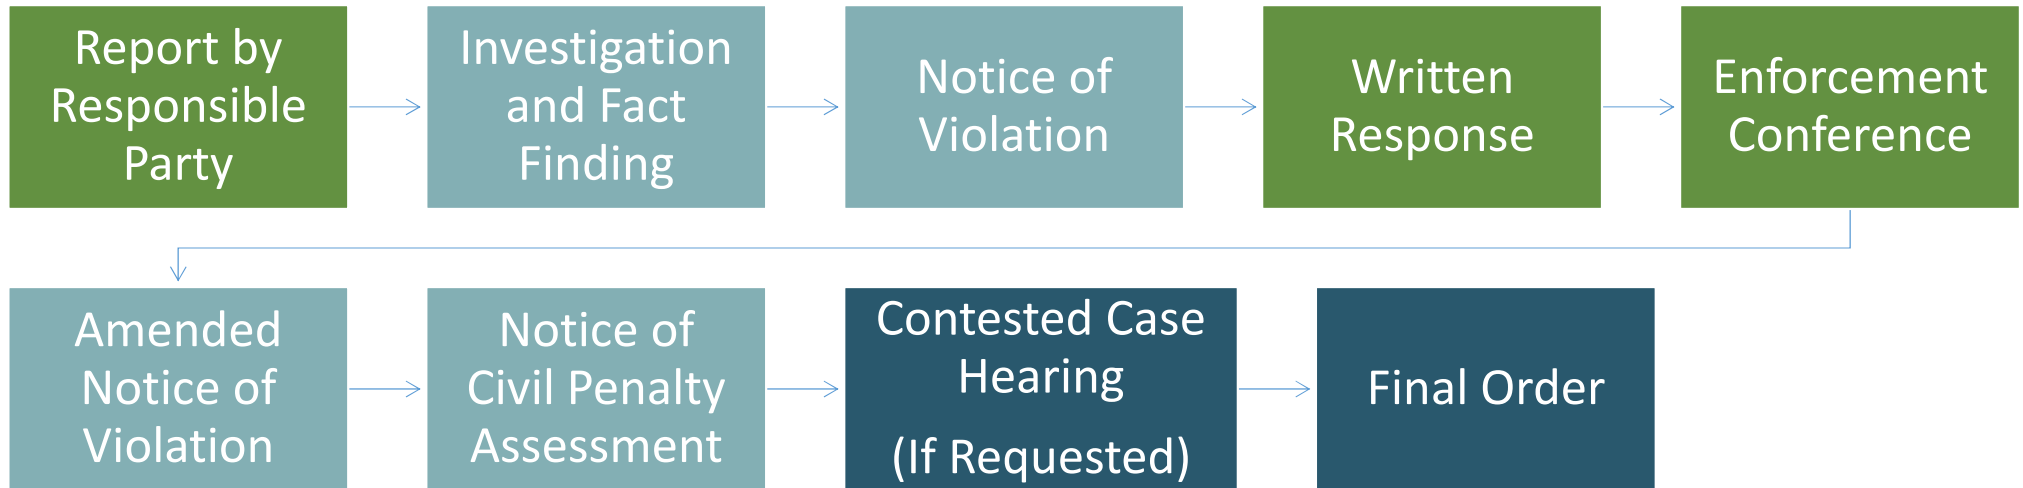 Report by
Responsible
Party
Investigation
and Fact
Finding
Notice of
Violation
Written
Response
Enforcement
Conference
Amended
Notice of
Violation
Notice of
Civil Penalty
Assessment
Contested Case
Hearing
(If Requested)
Final Order